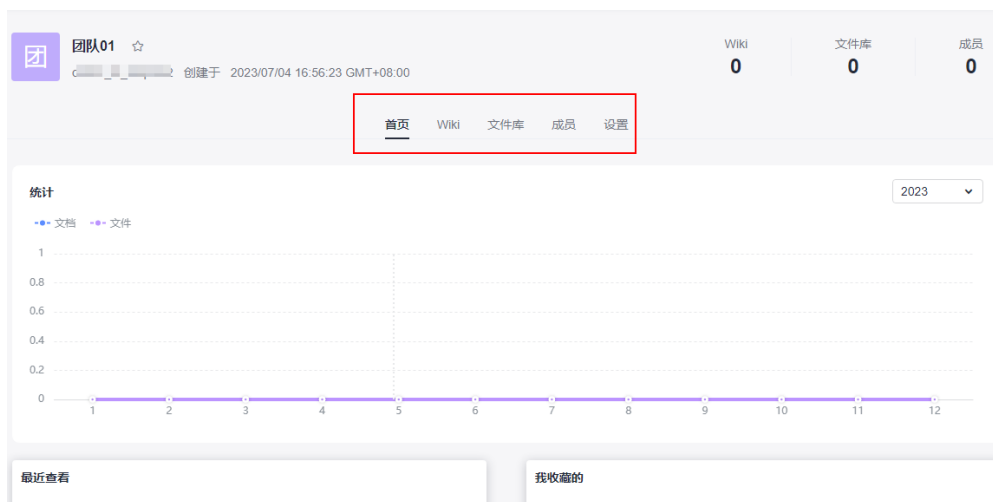 团
团队01
创建于 2023/07/04 16:56:23 GMT+08:00
Wiki 文件库 成员
0 0 0
首页 Wiki 文件库 成员 设置
统计
2023
文档 文件
1
0.8
0.6
0.4
0.2
0
1 2 3 4 5 6 7 8 9 10 11 12
最近查看 我收藏的